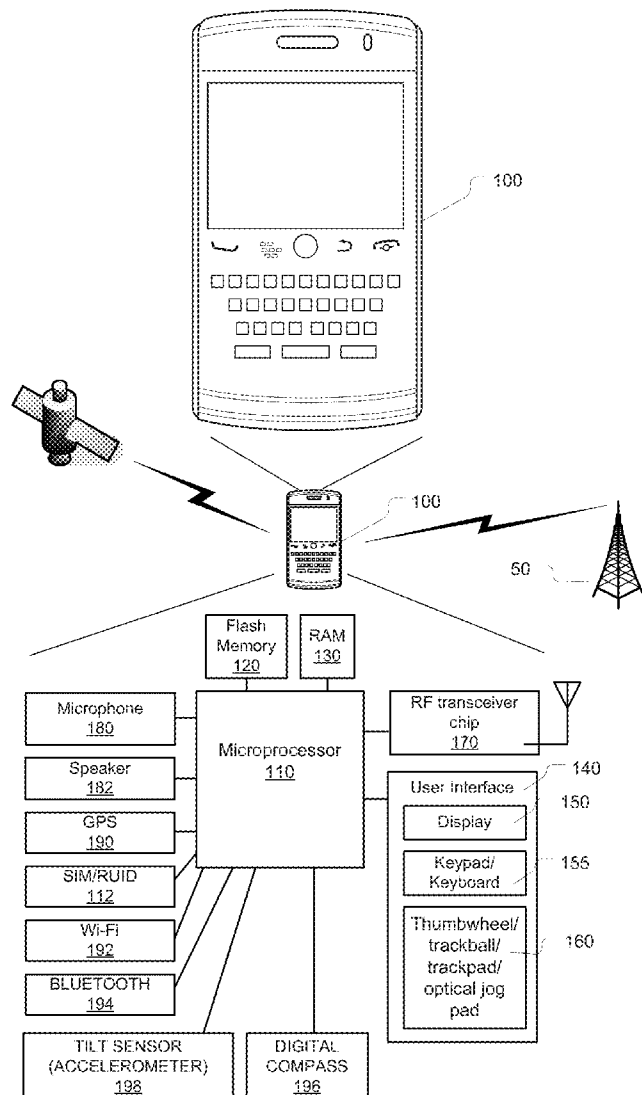 100
100
50
Flash
Memory
120
RAM
130
Microphone
180
Speaker
182
GPS
190
SIM/RUID
112
Wi-Fi
192
BLUETOOTH
194
TILT SENSOR
(ACCELEROMETER)
198
DIGITAL
COMPASS
196
Microprocessor
110
RF transceiver
chip
170
User Interface
140
150
Display
155
Keypad/
Keyboard
Thumbwheel/
trackball/
trackpad/
optical jog
pad
160